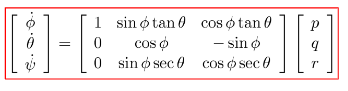 [ φ̇ ] = [ 1 sin φ tan θ cos φ tan θ ] [ p ]
[ θ̇ ] [ 0 cos φ − sin φ ] [ q ]
[ ψ̇ ] [ 0 sin φ sec θ cos φ sec θ ] [ r ]